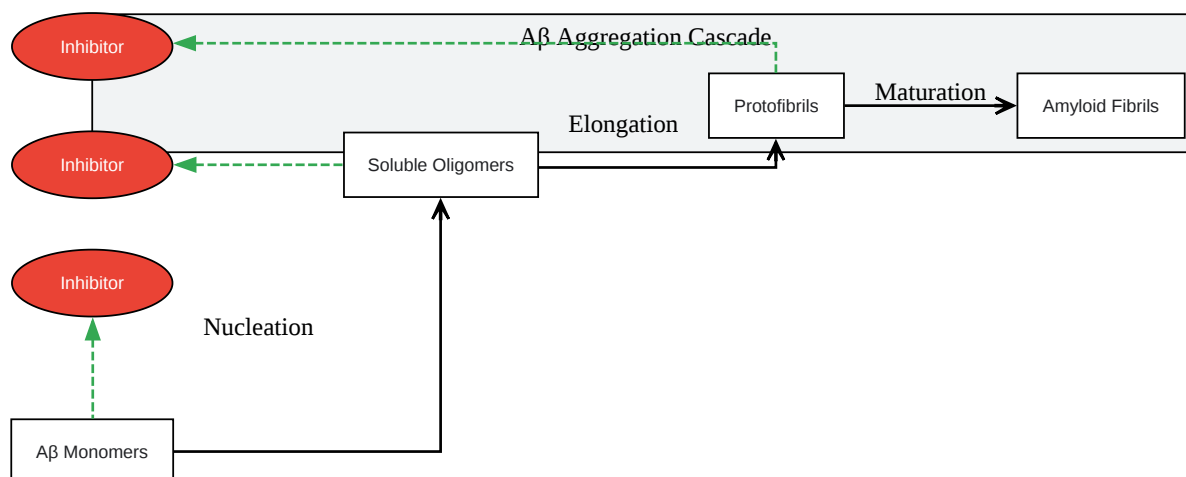 Aβ Aggregation Cascade
Inhibitor
Protofibrils
Maturation
Amyloid Fibrils
Elongation
Inhibitor
Soluble Oligomers
Inhibitor
Nucleation
Aβ Monomers